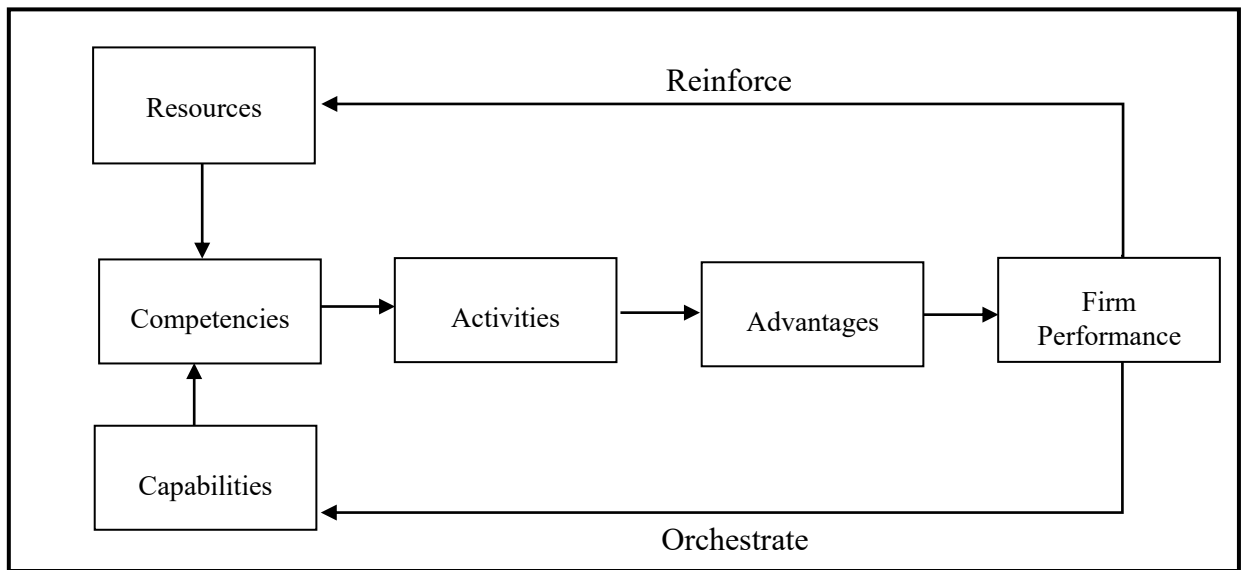 Reinforce
Resources
Competencies
Activities
Advantages
Firm
Performance
Capabilities
Orchestrate